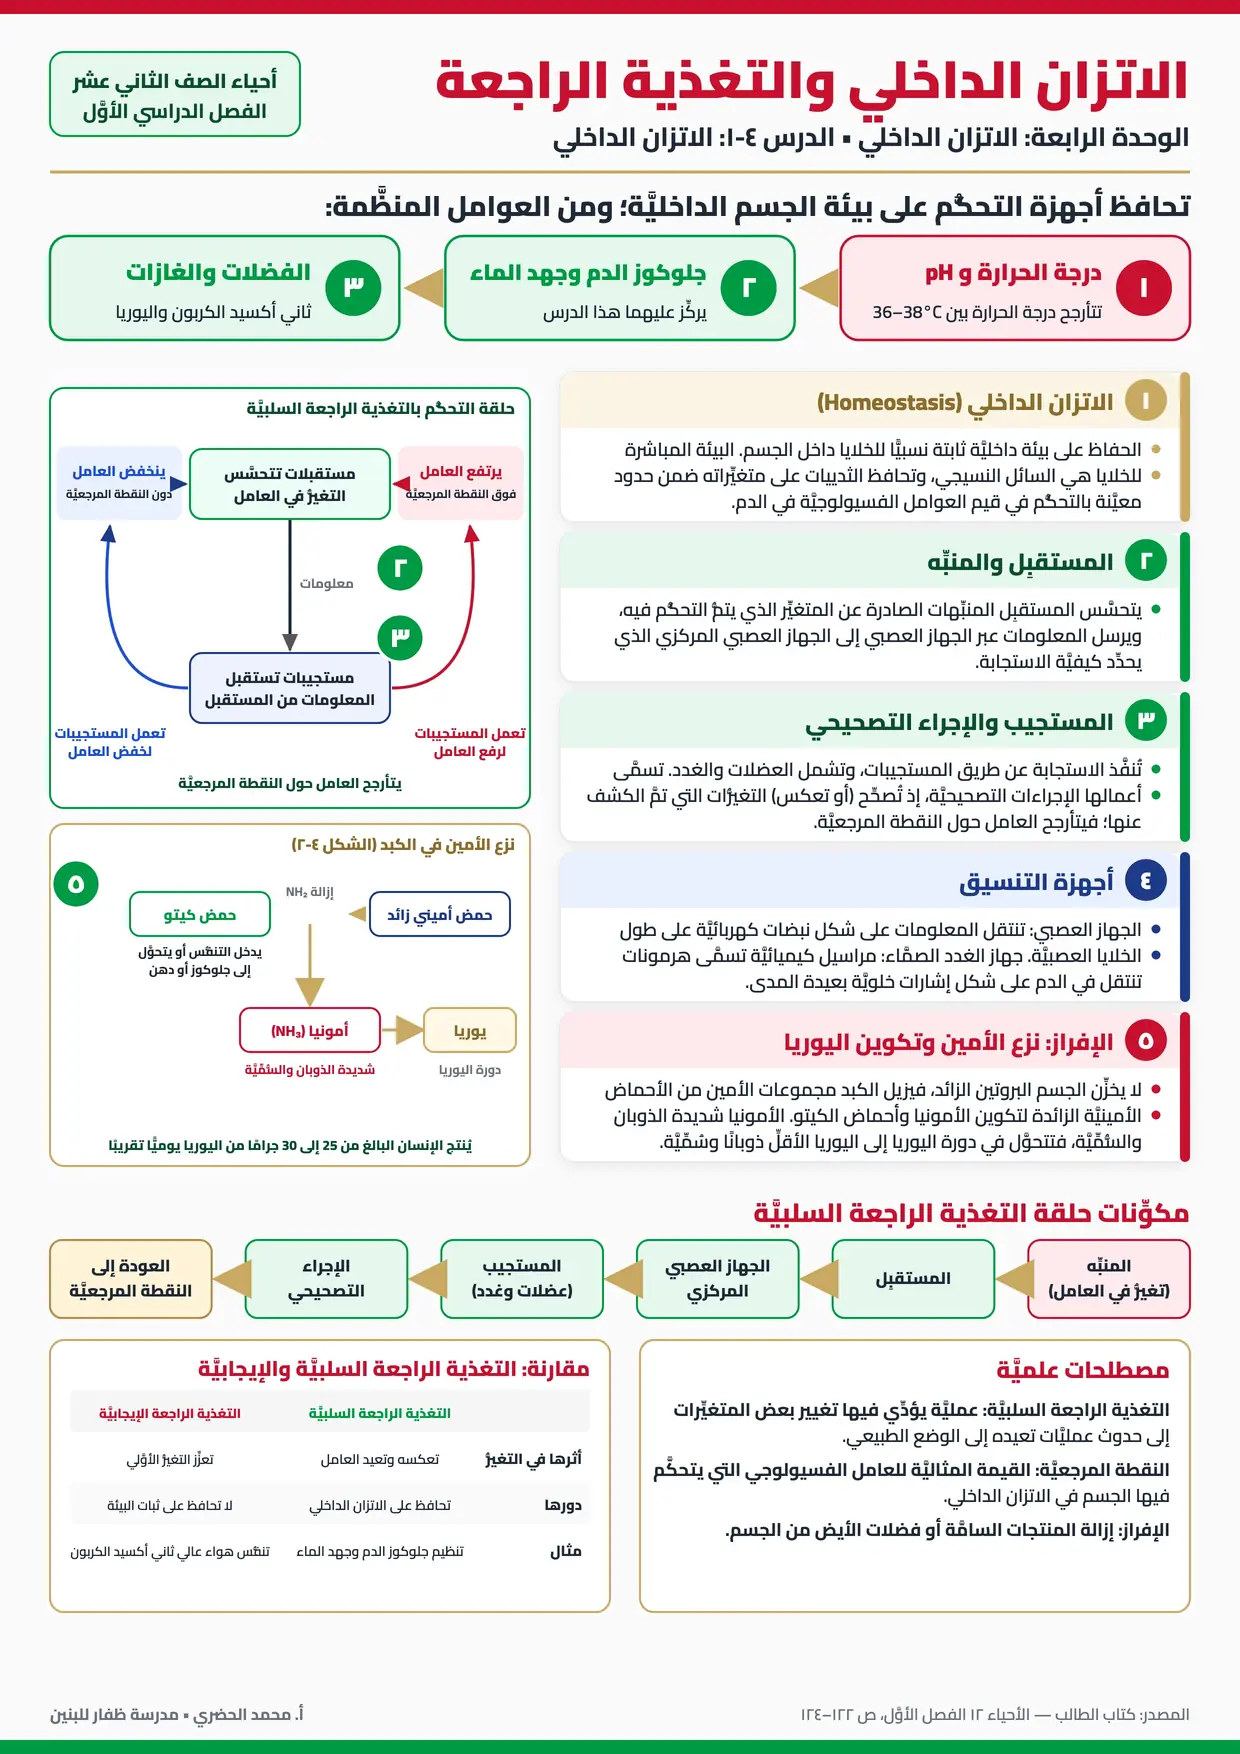 الاتزان الداخلي والتغذية الراجعة
الوحدة الرابعة: الاتزان الداخلي ▪ الدرس ٤-١: الاتزان الداخلي
أحياء الصف الثاني عشر
الفصل الدراسي الأوَّل
تحافظ أجهزة التحكُّم على بيئة الجسم الداخليَّة؛ ومن العوامل المنظَّمة:
١
درجة الحرارة و pH
تتأرجح درجة الحرارة بين 36–38°C
٢
جلوكوز الدم وجهد الماء
يركِّز عليهما هذا الدرس
٣
الفضلات والغازات
ثاني أكسيد الكربون واليوريا
١
الاتزان الداخلي (Homeostasis)
الحفاظ على بيئة داخليَّة ثابتة نسبيًّا للخلايا داخل الجسم. البيئة المباشرة
للخلايا هي السائل النسيجي، وتحافظ الثدييات على متغيِّراته ضمن حدود
معيَّنة بالتحكُّم في قيم العوامل الفسيولوجيَّة في الدم.
٢
المستقبِل والمنبِّه
يتحسَّس المستقبِل المنبِّهات الصادرة عن المتغيِّر الذي يتمُّ التحكُّم فيه،
ويرسل المعلومات عبر الجهاز العصبي إلى الجهاز العصبي المركزي الذي
يحدِّد كيفيَّة الاستجابة.
٣
المستجيب والإجراء التصحيحي
تُنفَّذ الاستجابة عن طريق المستجيبات، وتشمل العضلات والغدد. تسمَّى
أعمالها الإجراءات التصحيحيَّة، إذ تُصحِّح (أو تعكس) التغيرُّات التي تمَّ الكشف
عنها؛ فيتأرجح العامل حول النقطة المرجعيَّة.
٤
أجهزة التنسيق
الجهاز العصبي: تنتقل المعلومات على شكل نبضات كهربائيَّة على طول
الخلايا العصبيَّة. جهاز الغدد الصمَّاء: مراسيل كيميائيَّة تسمَّى هرمونات
تنتقل في الدم على شكل إشارات خلويَّة بعيدة المدى.
٥
الإفراز: نزع الأمين وتكوين اليوريا
لا يخزِّن الجسم البروتين الزائد، فيزيل الكبد مجموعات الأمين من الأحماض
الأمينيَّة الزائدة لتكوين الأمونيا وأحماض الكيتو. الأمونيا شديدة الذوبان
والسُّمِّيَّة، فتتحوَّل في دورة اليوريا إلى اليوريا الأقلِّ ذوبانًا وسُمِّيَّة.
حلقة التحكُّم بالتغذية الراجعة السلبيَّة
يرتفع العامل
فوق النقطة المرجعيَّة
مستقبلات تتحسَّس
التغيرُّ في العامل
ينخفض العامل
دون النقطة المرجعيَّة
٢
معلومات
٣
مستجيبات تستقبل
المعلومات من المستقبل
تعمل المستجيبات
لرفع العامل
تعمل المستجيبات
لخفض العامل
يتأرجح العامل حول النقطة المرجعيَّة
نزع الأمين في الكبد (الشكل ٤-٢)
٥
حمض أميني زائد
إزالة NH₂
حمض كيتو
يدخل التنفُّس أو يتحوَّل
إلى جلوكوز أو دهن
يوريا
أمونيا (NH₃)
دورة اليوريا
شديدة الذوبان والسُّمِّيَّة
يُنتج الإنسان البالغ من 25 إلى 30 جرامًا من اليوريا يوميًّا تقريبًا
مكوِّنات حلقة التغذية الراجعة السلبيَّة
المنبِّه
(تغيرُّ في العامل)
المستقبِل
الجهاز العصبي
المركزي
المستجيب
(عضلات وغدد)
الإجراء
التصحيحي
العودة إلى
النقطة المرجعيَّة
مصطلحات علميَّة
التغذية الراجعة السلبيَّة: عمليَّة يؤدِّي فيها تغيير بعض المتغيِّرات
إلى حدوث عمليَّات تعيده إلى الوضع الطبيعي.
النقطة المرجعيَّة: القيمة المثاليَّة للعامل الفسيولوجي التي يتحكَّم
فيها الجسم في الاتزان الداخلي.
الإفراز: إزالة المنتجات السامَّة أو فضلات الأيض من الجسم.
مقارنة: التغذية الراجعة السلبيَّة والإيجابيَّة
التغذية الراجعة السلبيَّة
التغذية الراجعة الإيجابيَّة
أثرها في التغيرُّ
تعكسه وتعيد العامل
تعزِّز التغيرُّ الأوَّلي
دورها
تحافظ على الاتزان الداخلي
لا تحافظ على ثبات البيئة
مثال
تنظيم جلوكوز الدم وجهد الماء
تنفُّس هواء عالي ثاني أكسيد الكربون
المصدر: كتاب الطالب — الأحياء ١٢ الفصل الأوَّل، ص ١٢٢–١٢٤
أ. محمد الحضري ▪ مدرسة ظفار للبنين